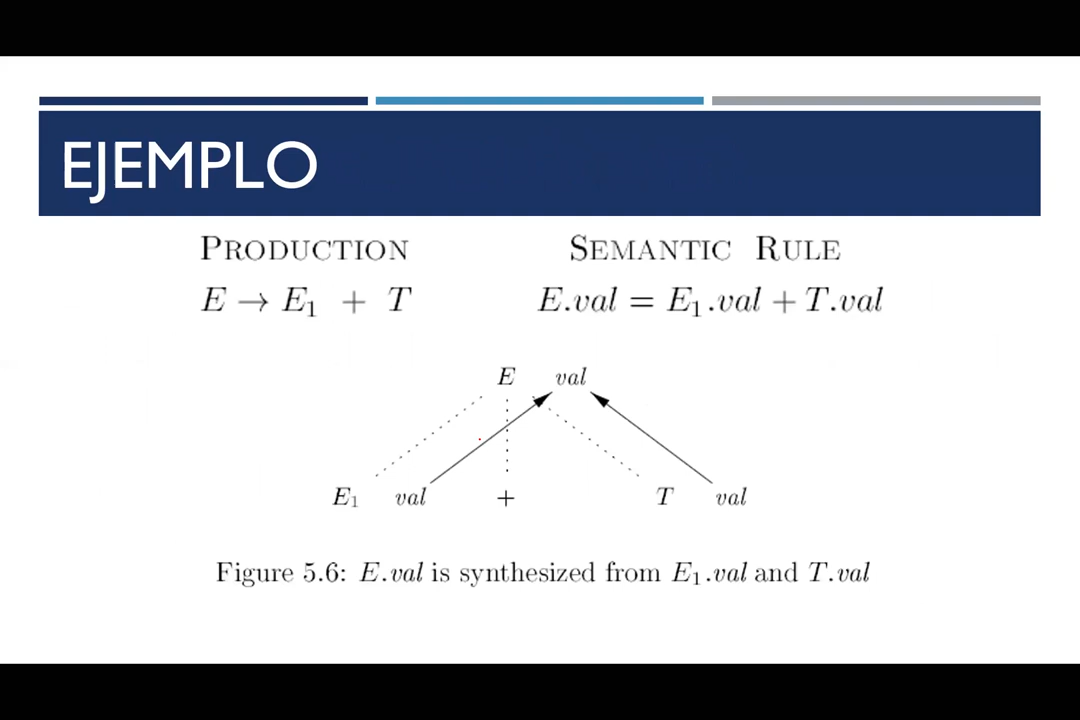 EJEMPLO
PRODUCTION SEMANTIC RULE
E → E₁ + T E.val = E₁.val + T.val
E val
E₁ val + T val
Figure 5.6: E.val is synthesized from E₁.val and T.val